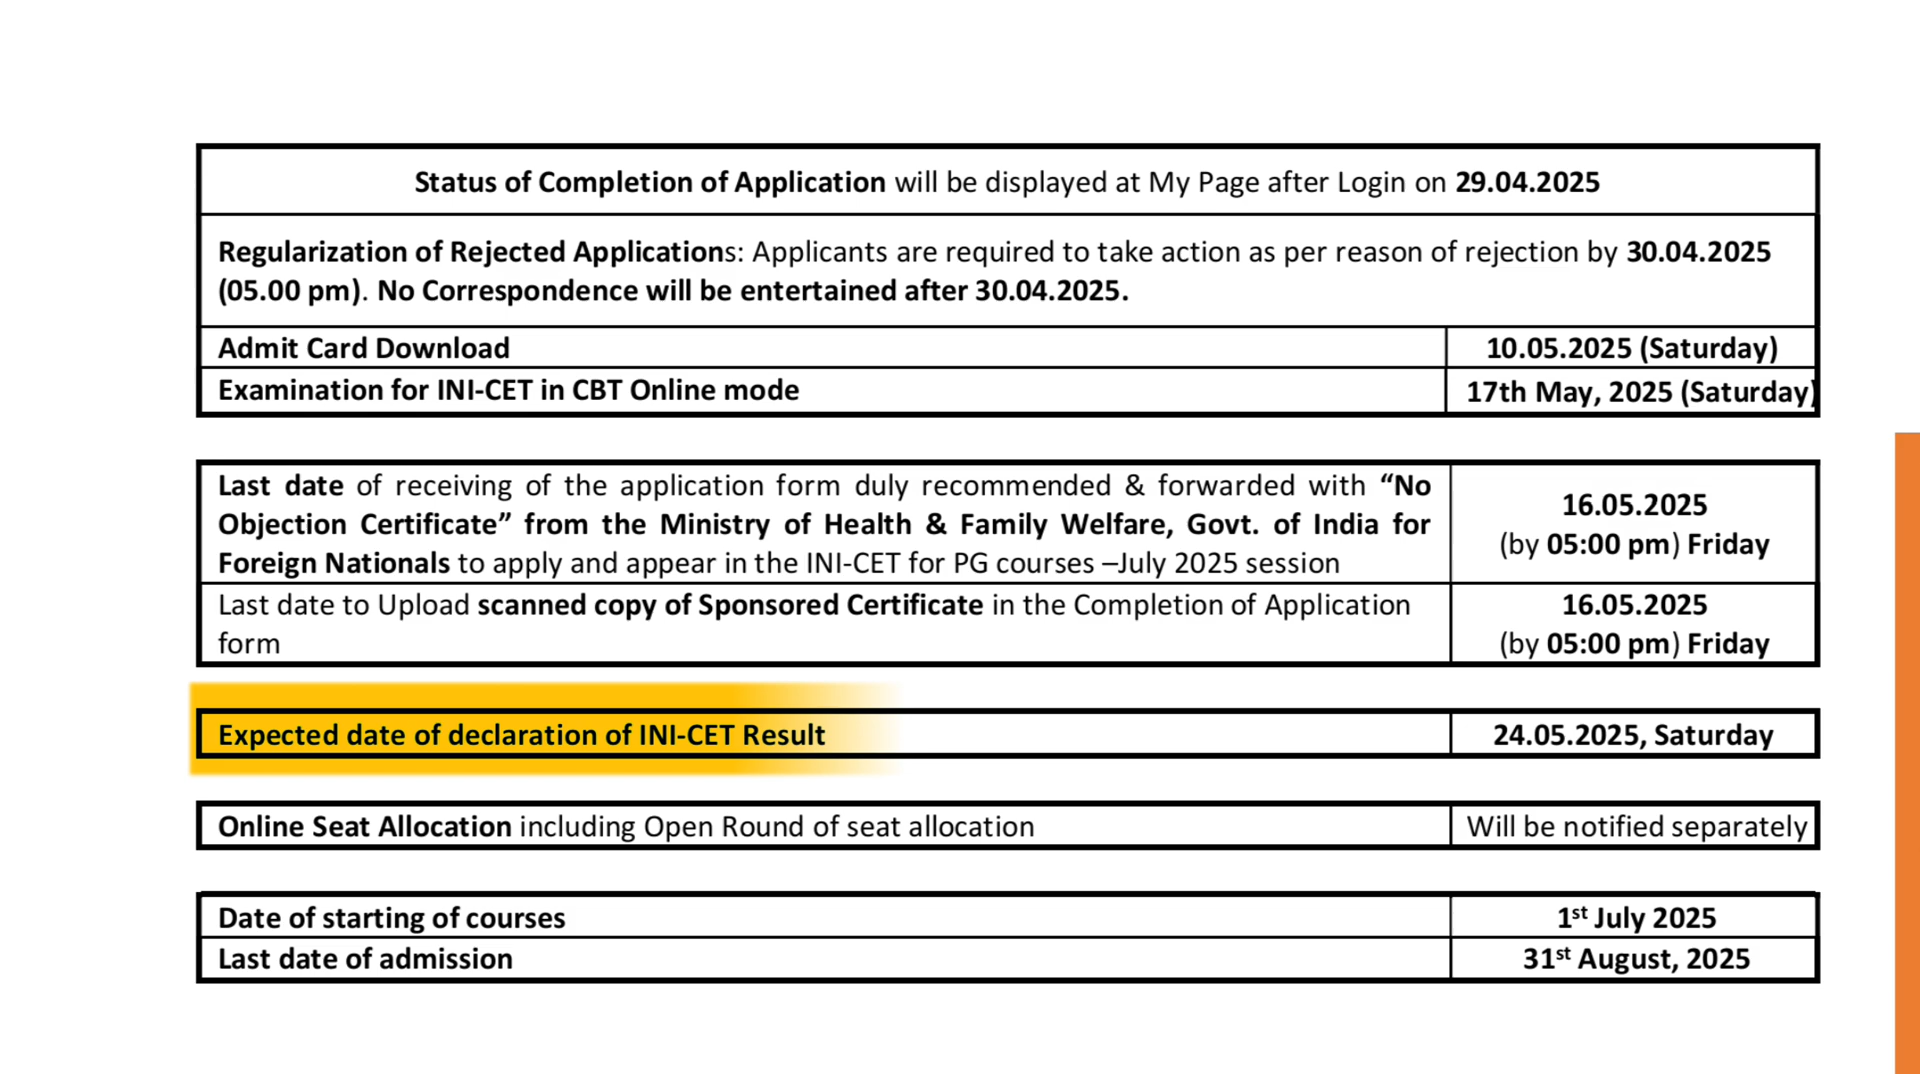 Status of Completion of Application will be displayed at My Page after Login on 29.04.2025
Regularization of Rejected Applications: Applicants are required to take action as per reason of rejection by 30.04.2025
(05.00 pm). No Correspondence will be entertained after 30.04.2025.
Admit Card Download 10.05.2025 (Saturday)
Examination for INI-CET in CBT Online mode 17th May, 2025 (Saturday)
Last date of receiving of the application form duly recommended & forwarded with “No
Objection Certificate” from the Ministry of Health & Family Welfare, Govt. of India for
Foreign Nationals to apply and appear in the INI-CET for PG courses –July 2025 session
16.05.2025
(by 05:00 pm) Friday
Last date to Upload scanned copy of Sponsored Certificate in the Completion of Application
form
16.05.2025
(by 05:00 pm) Friday
Expected date of declaration of INI-CET Result 24.05.2025, Saturday
Online Seat Allocation including Open Round of seat allocation Will be notified separately
Date of starting of courses 1st July 2025
Last date of admission 31st August, 2025